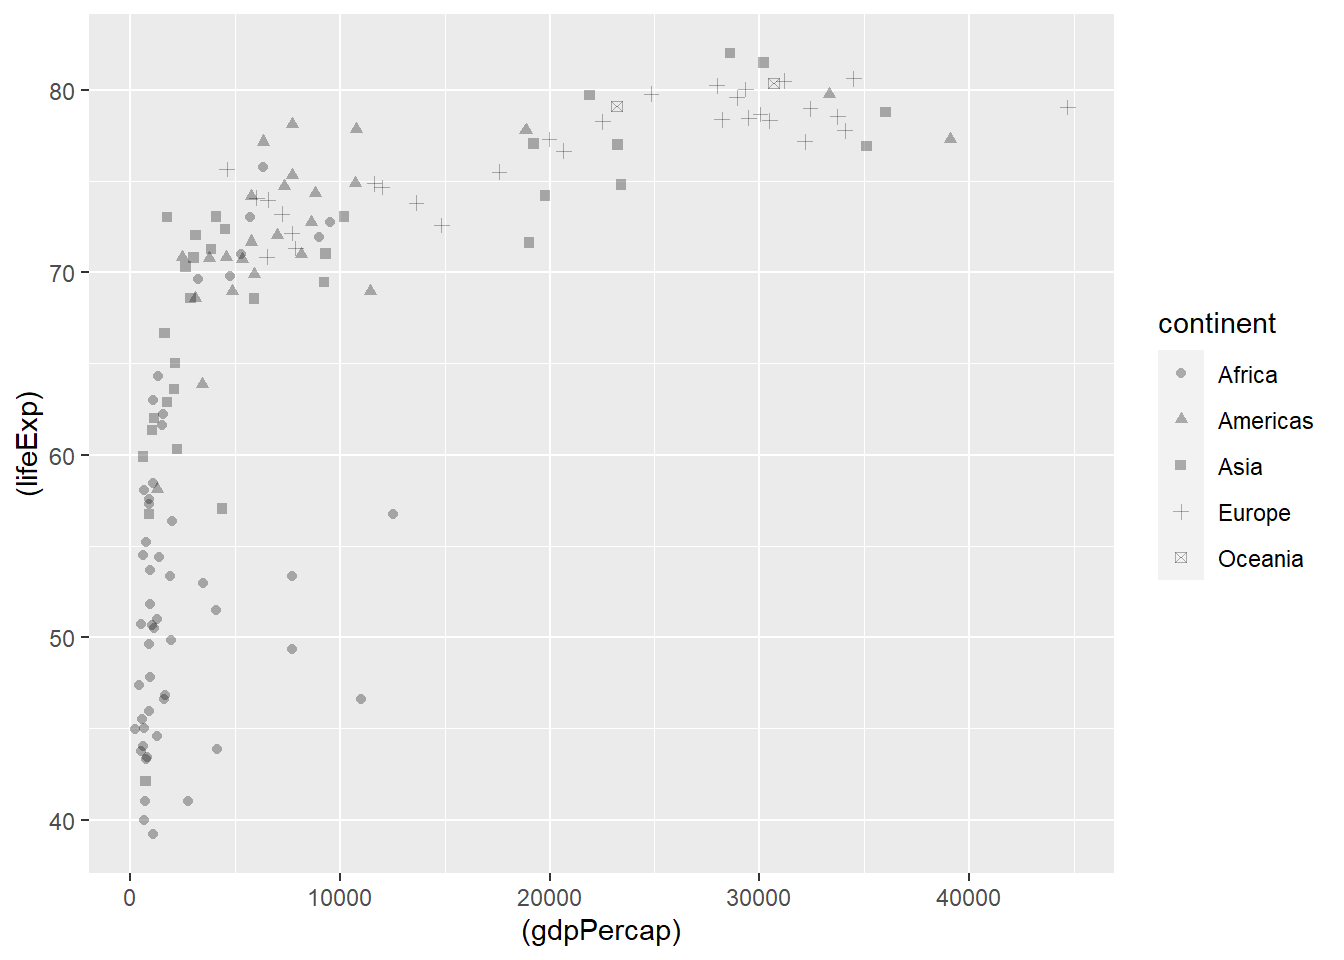 80
70
60
50
40
(lifeExp)
0 10000 20000 30000 40000
(gdpPercap)
continent
Africa
Americas
Asia
Europe
Oceania